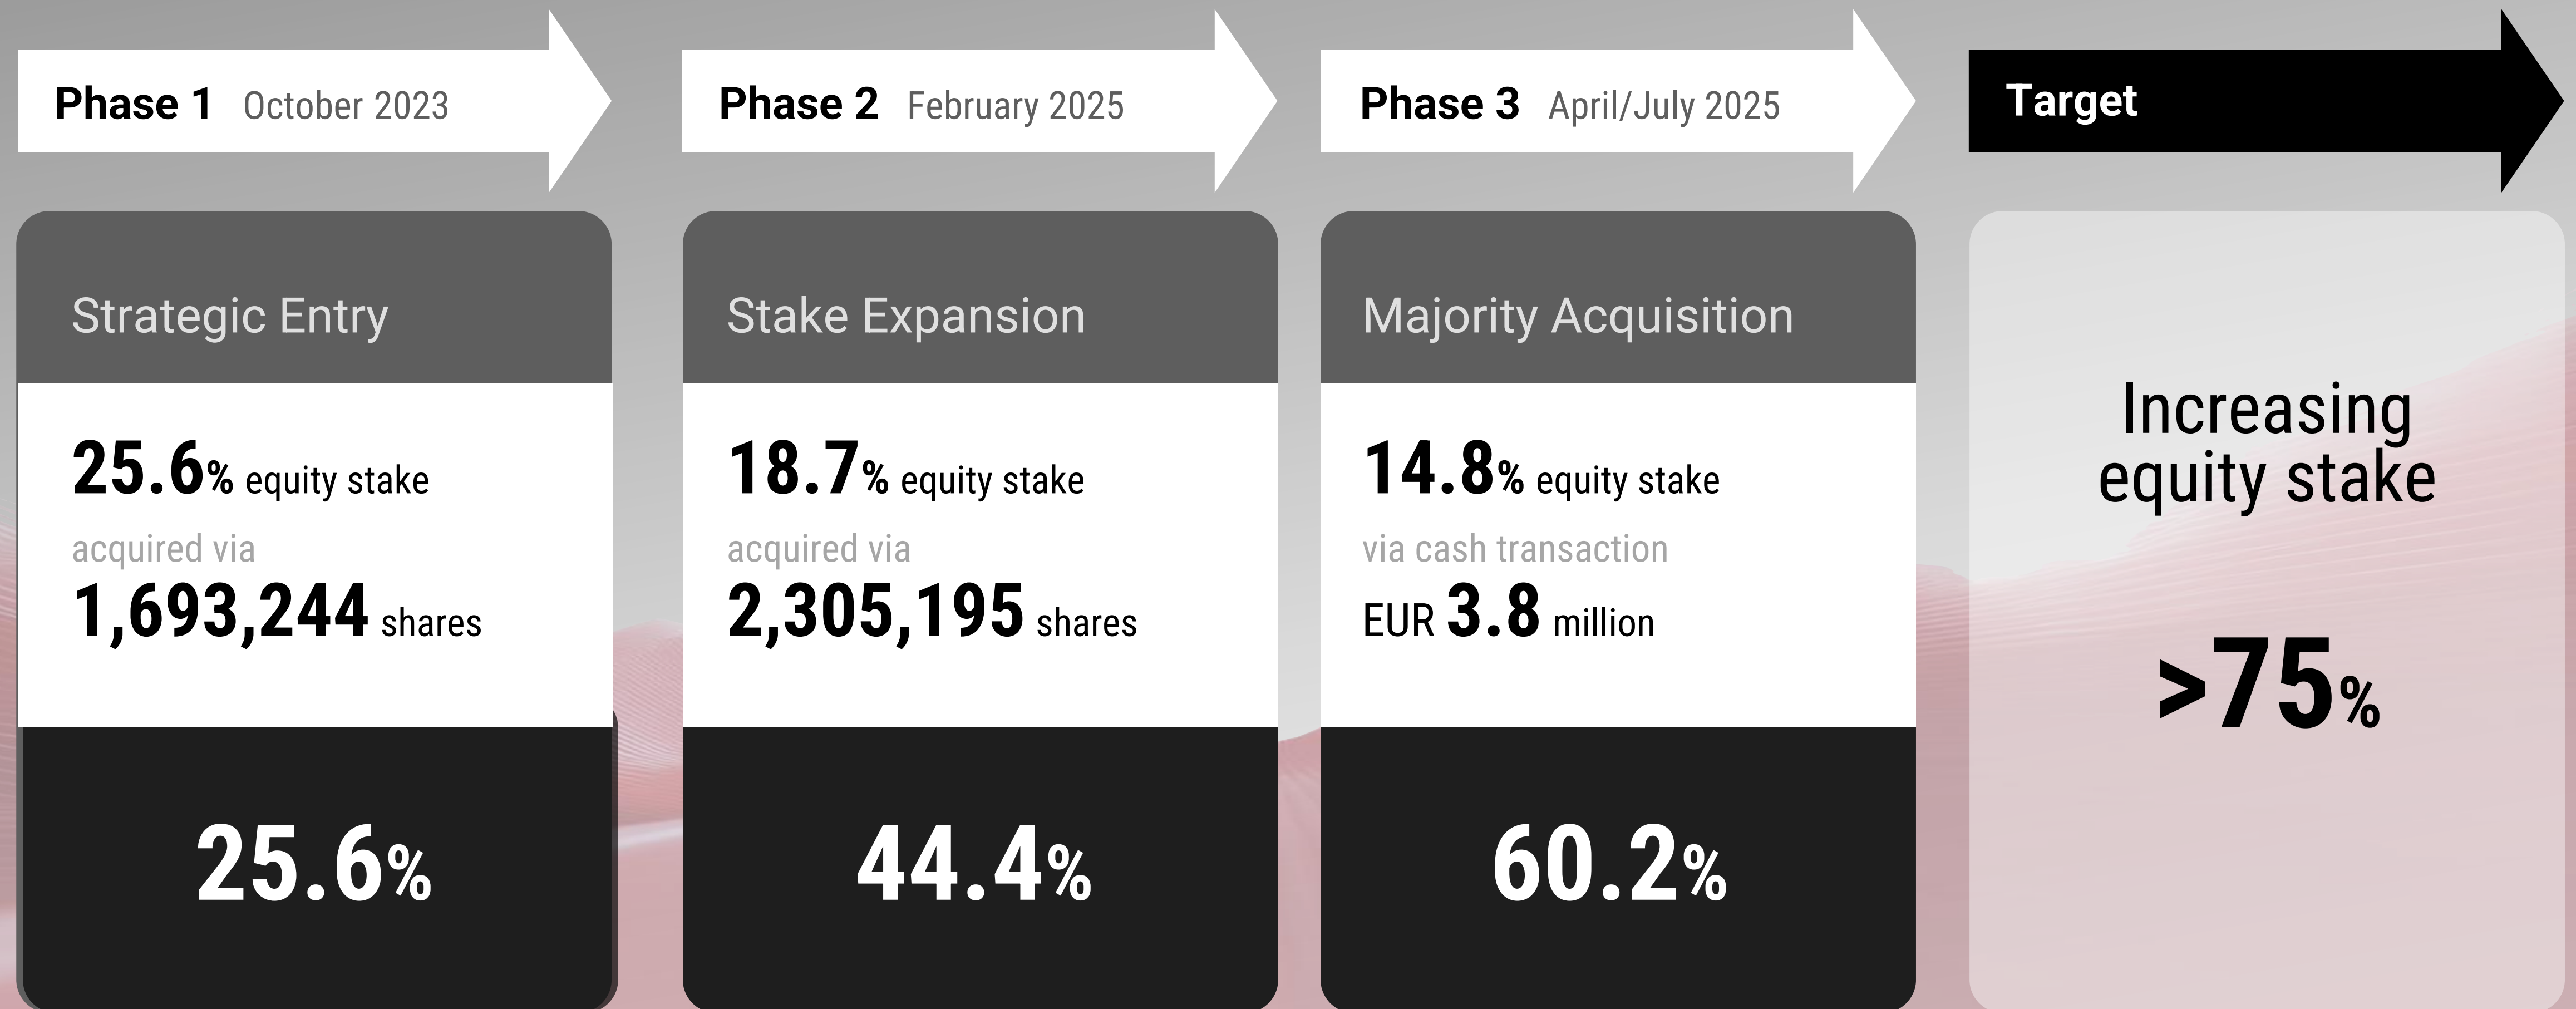 Phase 1 October 2023
Strategic Entry
25.6% equity stake
acquired via
1,693,244 shares
25.6%
Phase 2 February 2025
Stake Expansion
18.7% equity stake
acquired via
2,305,195 shares
44.4%
Phase 3 April/July 2025
Majority Acquisition
14.8% equity stake
via cash transaction
EUR 3.8 million
60.2%
Target
Increasing
equity stake
>75%